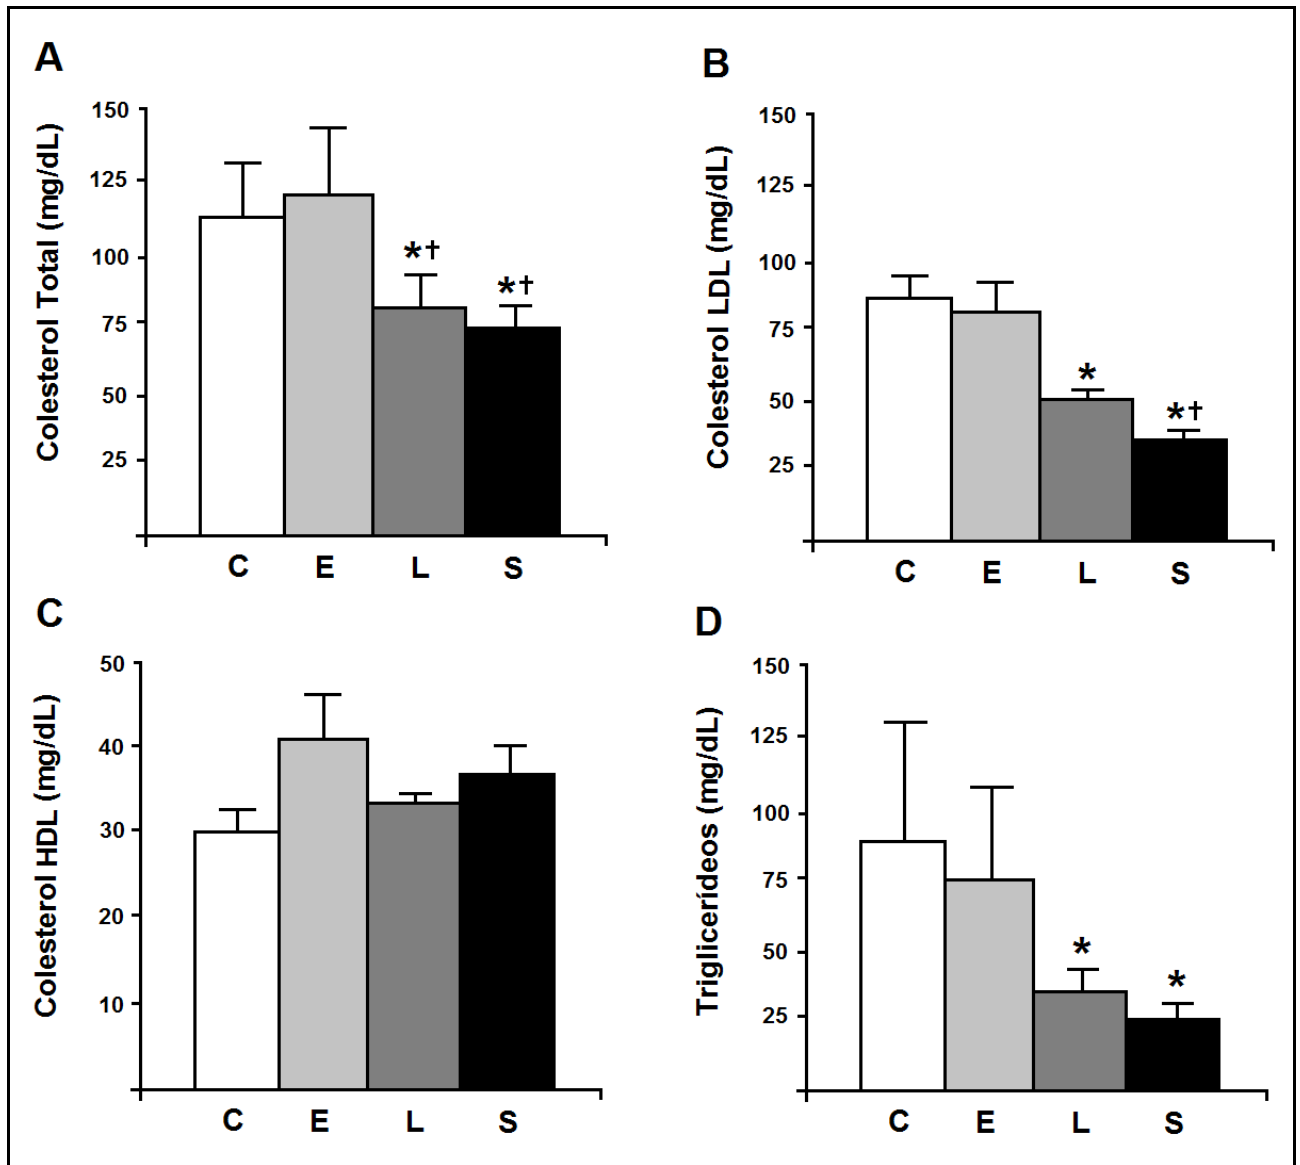 A
Colesterol Total (mg/dL)
150
125
100
75
50
25
*†
*†
C E L S
B
Colesterol LDL (mg/dL)
150
125
100
75
50
25
*
*†
C E L S
C
Colesterol HDL (mg/dL)
50
40
30
20
10
C E L S
D
Triglicerídeos (mg/dL)
150
125
100
75
50
25
*
*
C E L S